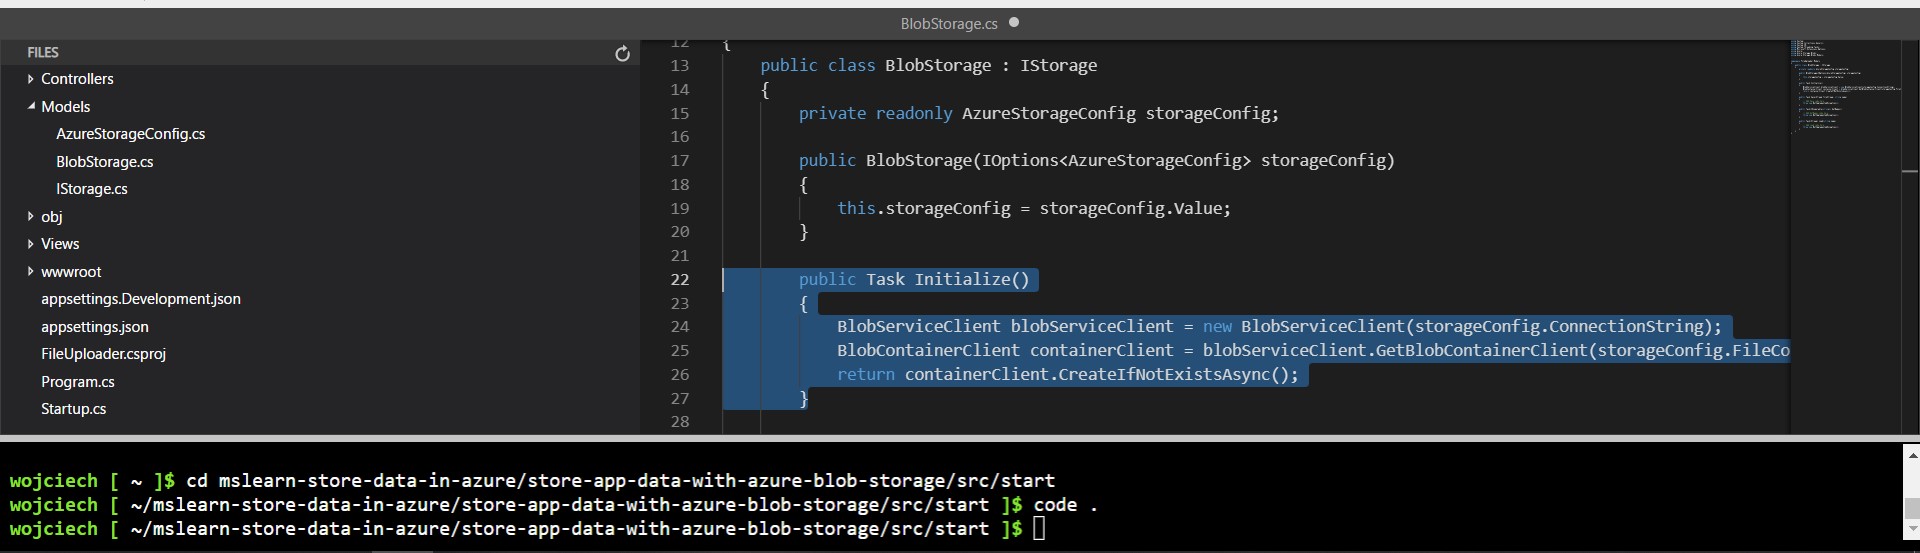 BlobStorage.cs
FILES
Controllers
Models
AzureStorageConfig.cs
BlobStorage.cs
IStorage.cs
obj
Views
wwwroot
appsettings.Development.json
appsettings.json
FileUploader.csproj
Program.cs
Startup.cs
12 {
13 public class BlobStorage : IStorage
14 {
15 private readonly AzureStorageConfig storageConfig;
16
17 public BlobStorage(IOptions<AzureStorageConfig> storageConfig)
18 {
19 this.storageConfig = storageConfig.Value;
20 }
21
22 public Task Initialize()
23 {
24 BlobServiceClient blobServiceClient = new BlobServiceClient(storageConfig.ConnectionString);
25 BlobContainerClient containerClient = blobServiceClient.GetBlobContainerClient(storageConfig.FileCo
26 return containerClient.CreateIfNotExistsAsync();
27 }
28
wojciech [ ~ ]$ cd mslearn-store-data-in-azure/store-app-data-with-azure-blob-storage/src/start
wojciech [ ~/mslearn-store-data-in-azure/store-app-data-with-azure-blob-storage/src/start ]$ code .
wojciech [ ~/mslearn-store-data-in-azure/store-app-data-with-azure-blob-storage/src/start ]$